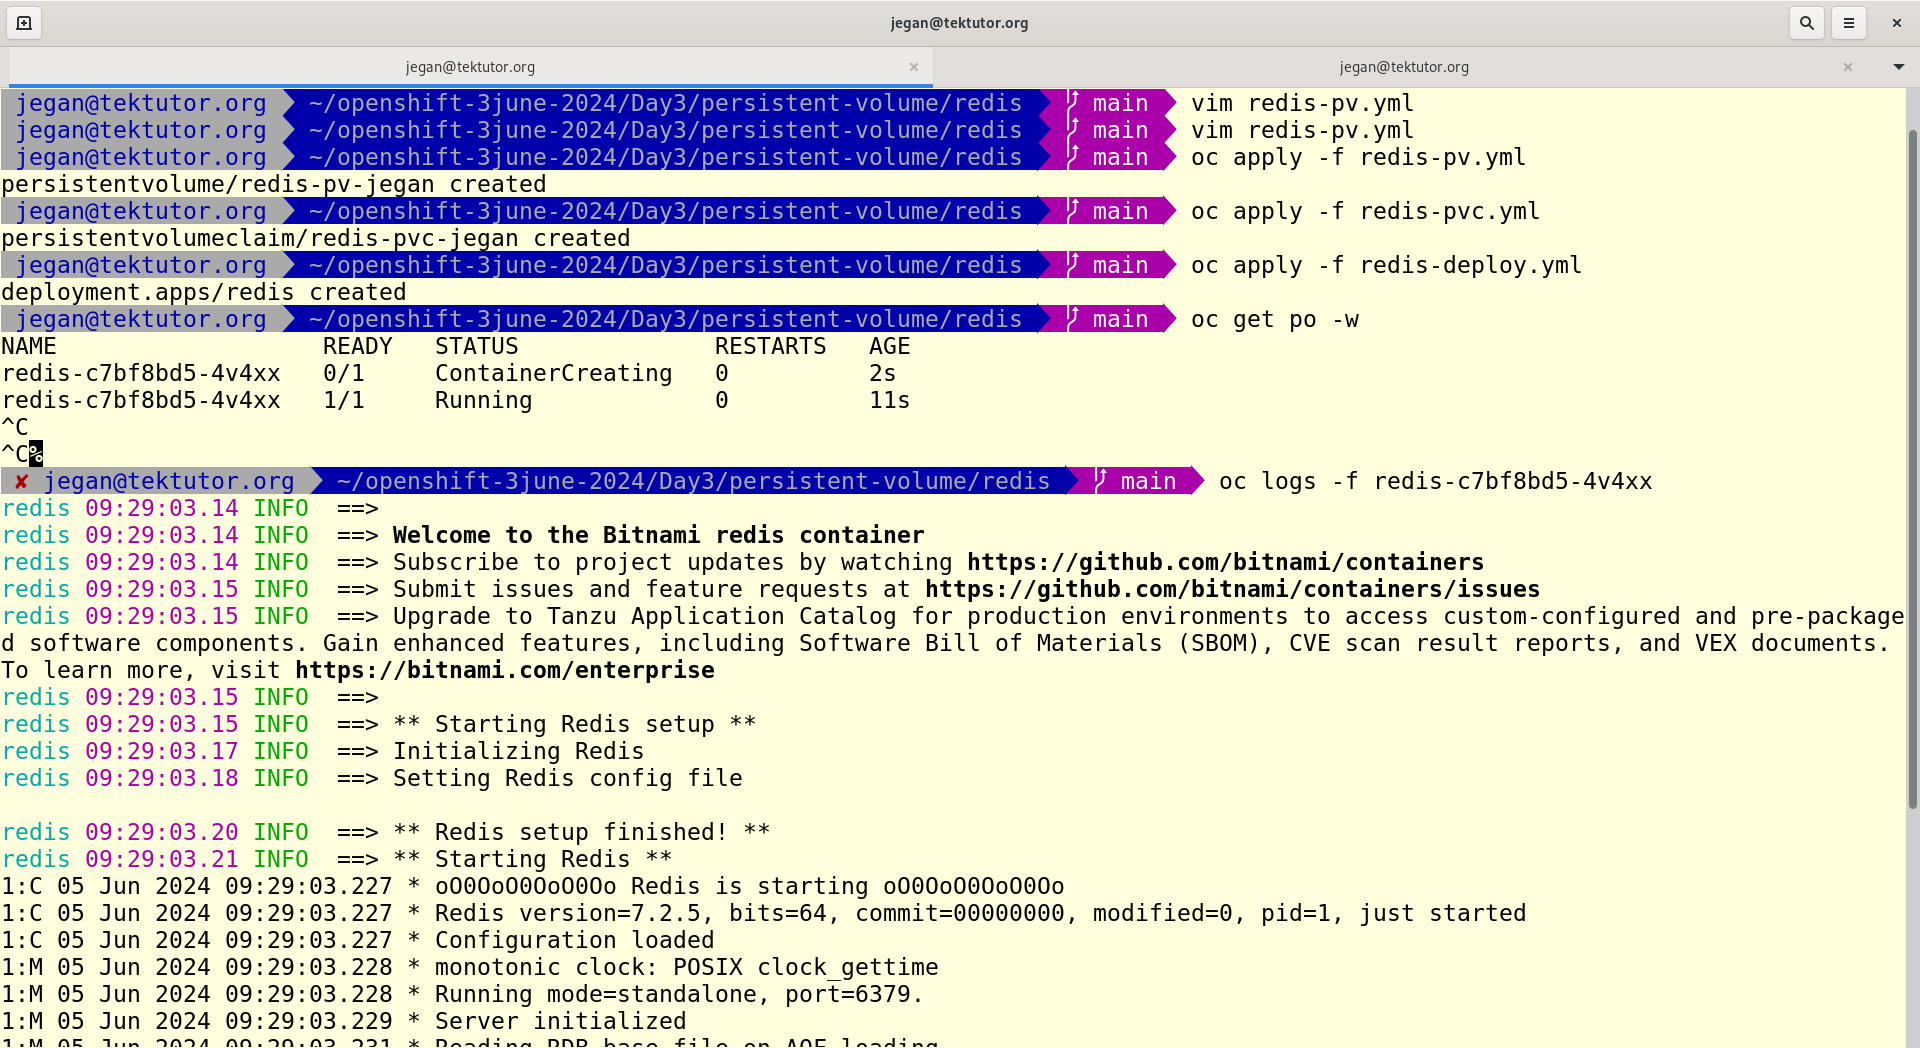 jegan@tektutor.org
jegan@tektutor.org × jegan@tektutor.org ×
jegan@tektutor.org ~/openshift-3june-2024/Day3/persistent-volume/redis main vim redis-pv.yml
jegan@tektutor.org ~/openshift-3june-2024/Day3/persistent-volume/redis main vim redis-pv.yml
jegan@tektutor.org ~/openshift-3june-2024/Day3/persistent-volume/redis main oc apply -f redis-pv.yml
persistentvolume/redis-pv-jegan created
jegan@tektutor.org ~/openshift-3june-2024/Day3/persistent-volume/redis main oc apply -f redis-pvc.yml
persistentvolumeclaim/redis-pvc-jegan created
jegan@tektutor.org ~/openshift-3june-2024/Day3/persistent-volume/redis main oc apply -f redis-deploy.yml
deployment.apps/redis created
jegan@tektutor.org ~/openshift-3june-2024/Day3/persistent-volume/redis main oc get po -w
NAME READY STATUS RESTARTS AGE
redis-c7bf8bd5-4v4xx 0/1 ContainerCreating 0 2s
redis-c7bf8bd5-4v4xx 1/1 Running 0 11s
^C
^C%
✘ jegan@tektutor.org ~/openshift-3june-2024/Day3/persistent-volume/redis main oc logs -f redis-c7bf8bd5-4v4xx
redis 09:29:03.14 INFO ==>
redis 09:29:03.14 INFO ==> Welcome to the Bitnami redis container
redis 09:29:03.14 INFO ==> Subscribe to project updates by watching https://github.com/bitnami/containers
redis 09:29:03.15 INFO ==> Submit issues and feature requests at https://github.com/bitnami/containers/issues
redis 09:29:03.15 INFO ==> Upgrade to Tanzu Application Catalog for production environments to access custom-configured and pre-package
d software components. Gain enhanced features, including Software Bill of Materials (SBOM), CVE scan result reports, and VEX documents.
To learn more, visit https://bitnami.com/enterprise
redis 09:29:03.15 INFO ==>
redis 09:29:03.15 INFO ==> ** Starting Redis setup **
redis 09:29:03.17 INFO ==> Initializing Redis
redis 09:29:03.18 INFO ==> Setting Redis config file
redis 09:29:03.20 INFO ==> ** Redis setup finished! **
redis 09:29:03.21 INFO ==> ** Starting Redis **
1:C 05 Jun 2024 09:29:03.227 * oO0OoO0OoO0Oo Redis is starting oO0OoO0OoO0Oo
1:C 05 Jun 2024 09:29:03.227 * Redis version=7.2.5, bits=64, commit=00000000, modified=0, pid=1, just started
1:C 05 Jun 2024 09:29:03.227 * Configuration loaded
1:M 05 Jun 2024 09:29:03.228 * monotonic clock: POSIX clock_gettime
1:M 05 Jun 2024 09:29:03.228 * Running mode=standalone, port=6379.
1:M 05 Jun 2024 09:29:03.229 * Server initialized
1:M 05 Jun 2024 09:29:03.231 * Reading RDB base file on AOF loading